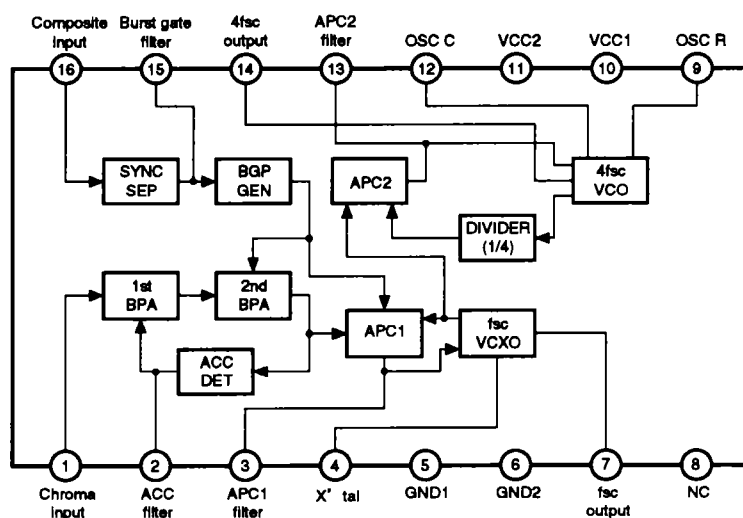 Composite input
Burst gate filter
4fsc output
APC2 filter
OSC C
VCC2
VCC1
OSC R
16
15
14
13
12
11
10
9
SYNC
SEP
BGP
GEN
APC2
4fsc
VCO
DIVIDER
(1/4)
1st
BPA
2nd
BPA
APC1
fsc
VCXO
ACC
DET
1
2
3
4
5
6
7
8
Chroma input
ACC filter
APC1 filter
X' tal
GND1
GND2
fsc output
NC